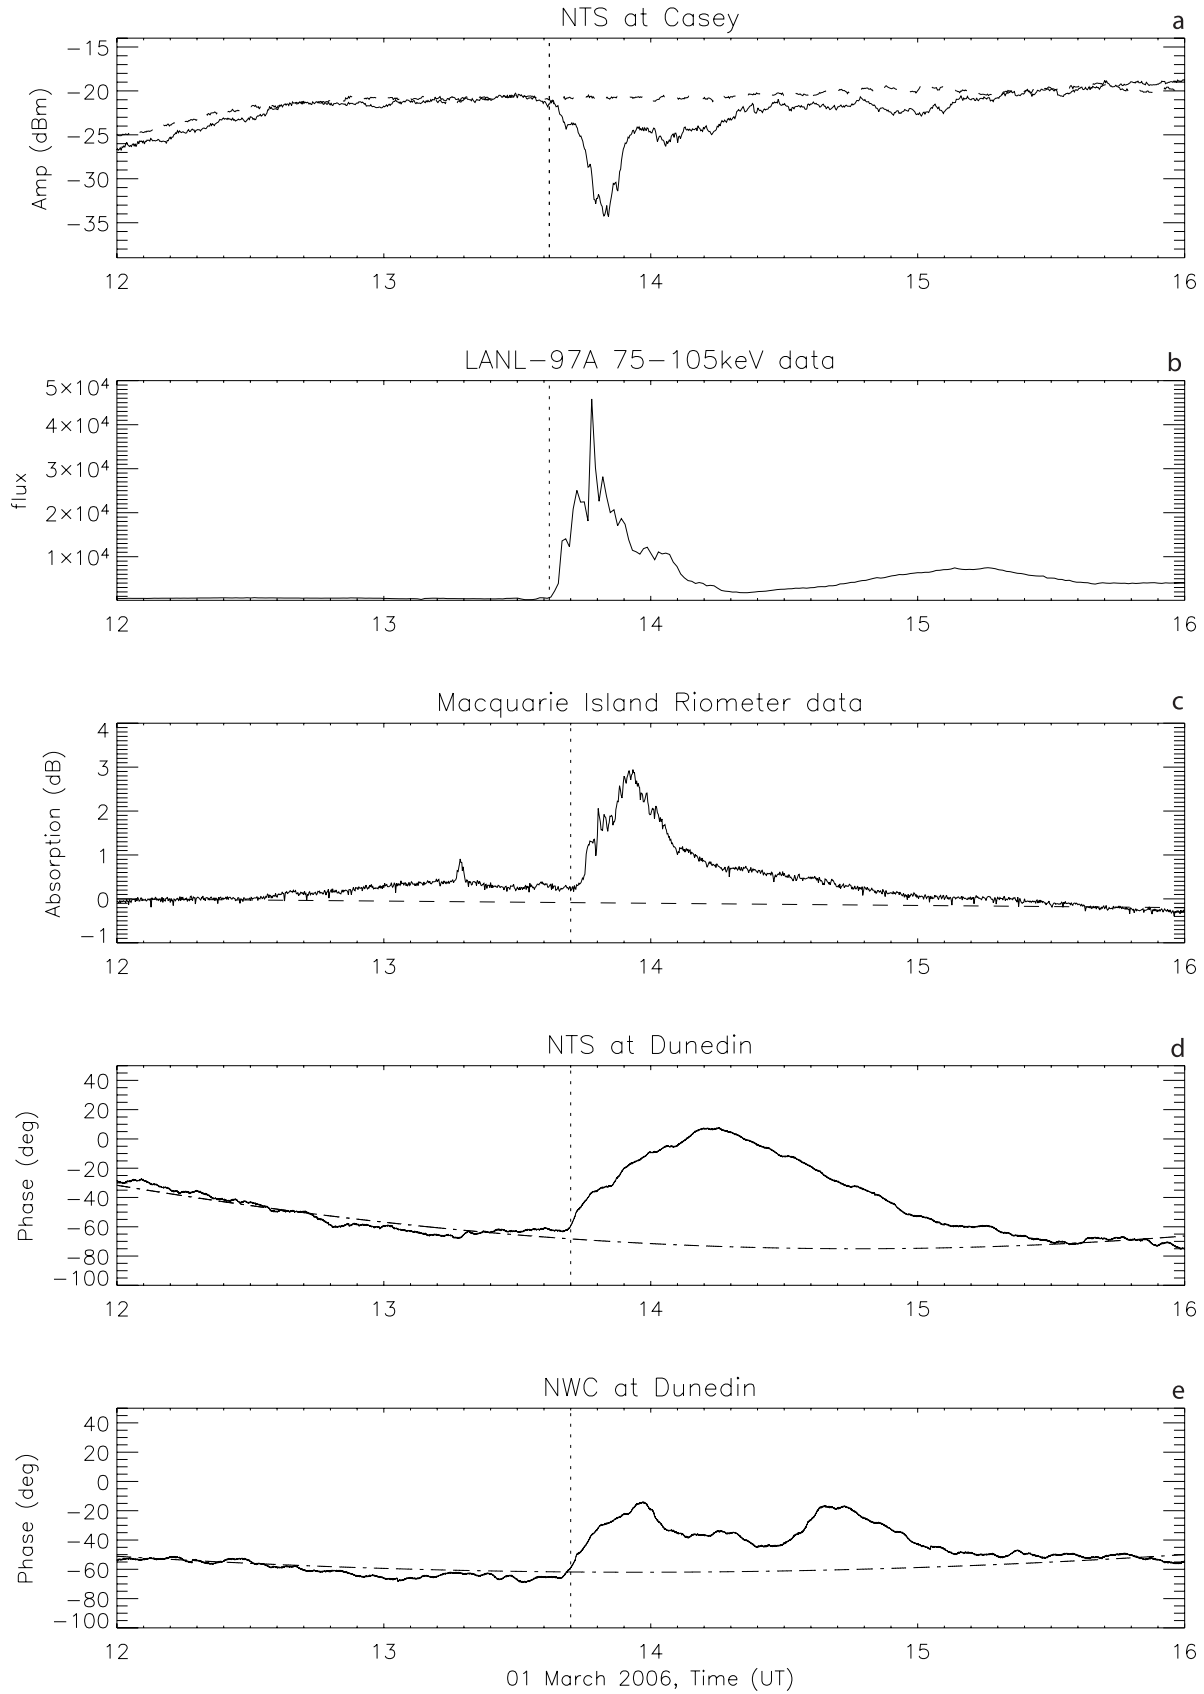 NTS at Casey
a
Amp (dBm)
−15
−20
−25
−30
−35
12 13 14 15 16
LANL−97A 75−105keV data
b
flux
5×10⁴
4×10⁴
3×10⁴
2×10⁴
1×10⁴
12 13 14 15 16
Macquarie Island Riometer data
c
Absorption (dB)
4
3
2
1
0
−1
12 13 14 15 16
NTS at Dunedin
d
Phase (deg)
40
20
0
−20
−40
−60
−80
−100
12 13 14 15 16
NWC at Dunedin
e
Phase (deg)
40
20
0
−20
−40
−60
−80
−100
12 13 14 15 16
01 March 2006, Time (UT)